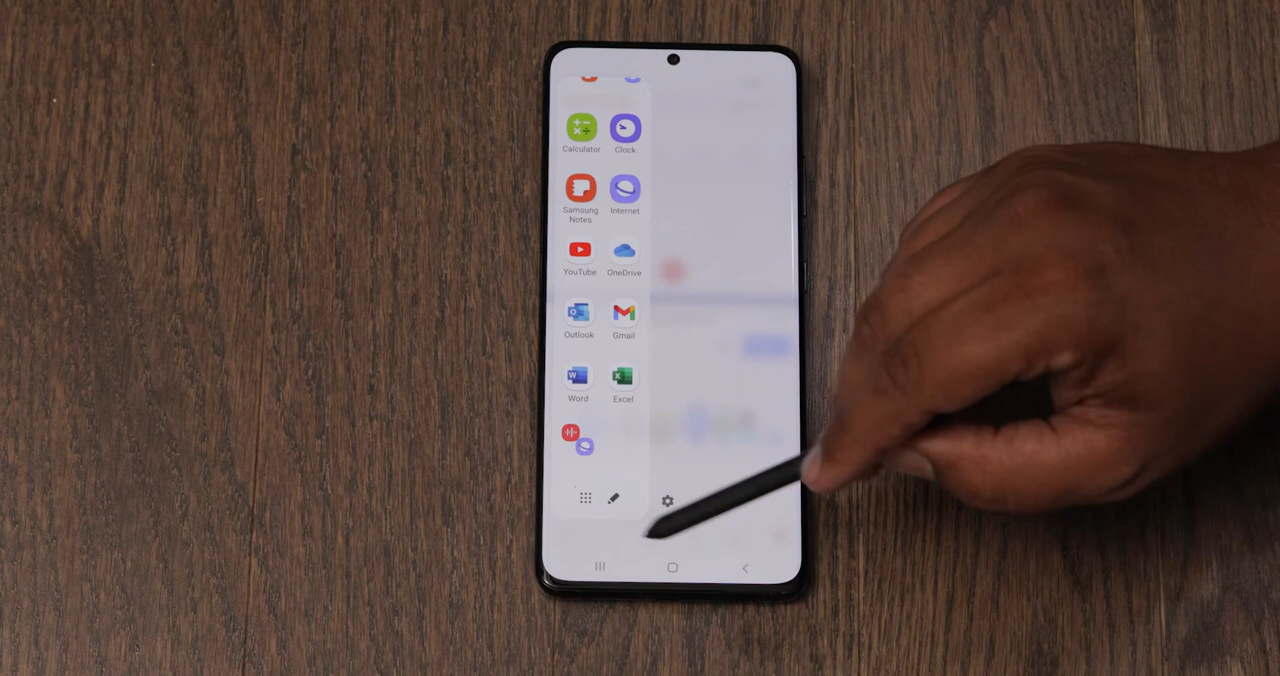 Calculator Clock
Samsung Notes Internet
YouTube OneDrive
Outlook Gmail
Word Excel